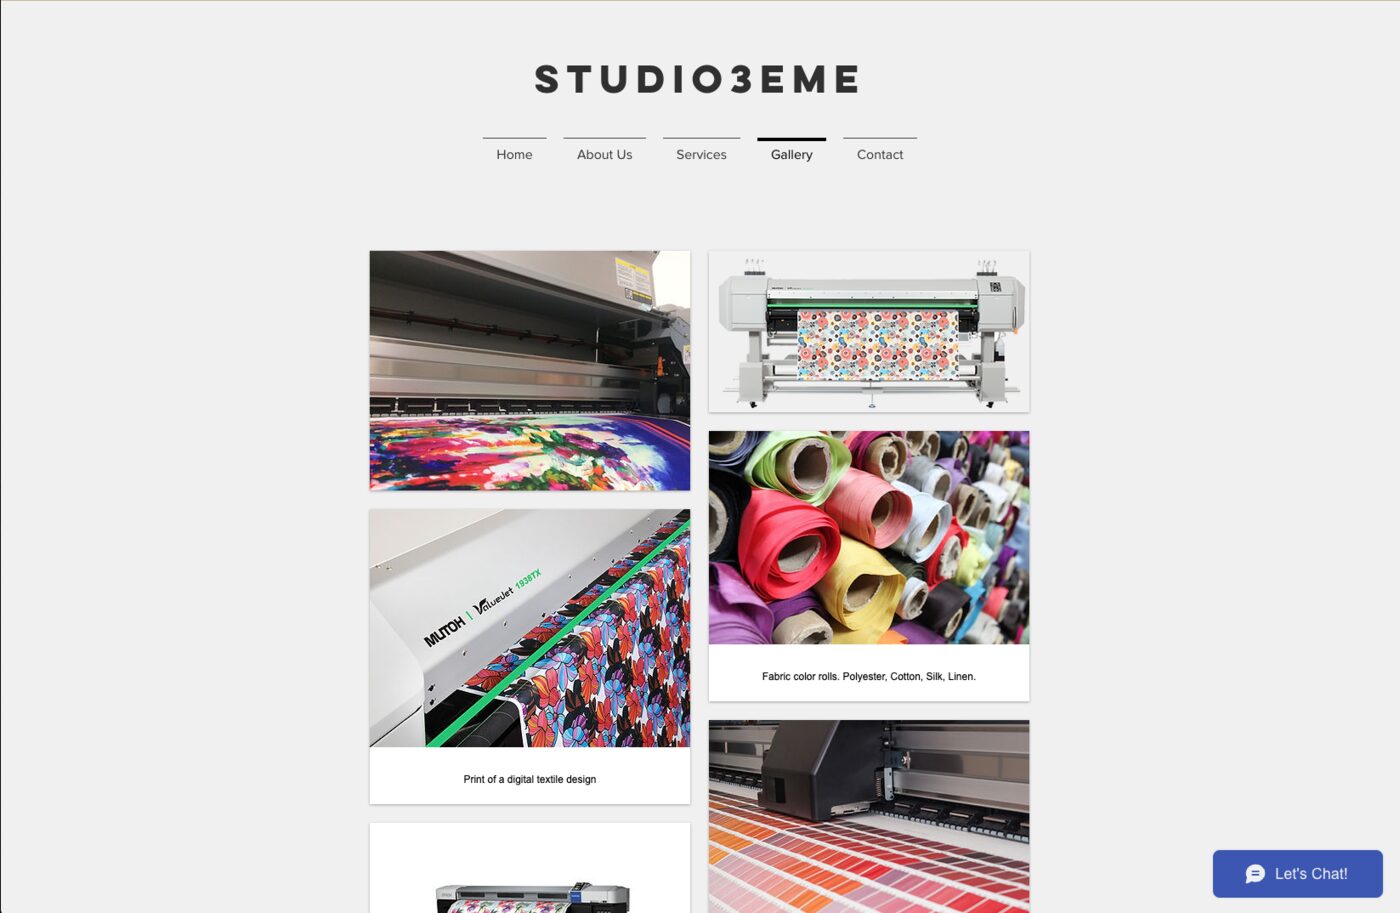 STUDIO3EME
Home
About Us
Services
Gallery
Contact
MUTOH | ValueJet 1938TX
Fabric color rolls. Polyester, Cotton, Silk, Linen.
Print of a digital textile design
Let's Chat!